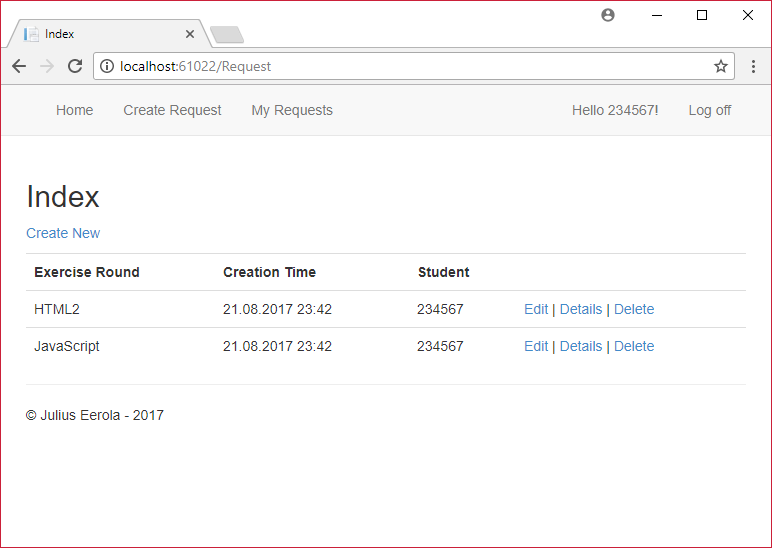 Index
localhost:61022/Request
Home Create Request My Requests Hello 234567! Log off
Index
Create New
Exercise Round Creation Time Student
HTML2 21.08.2017 23:42 234567 Edit | Details | Delete
JavaScript 21.08.2017 23:42 234567 Edit | Details | Delete
© Julius Eerola - 2017